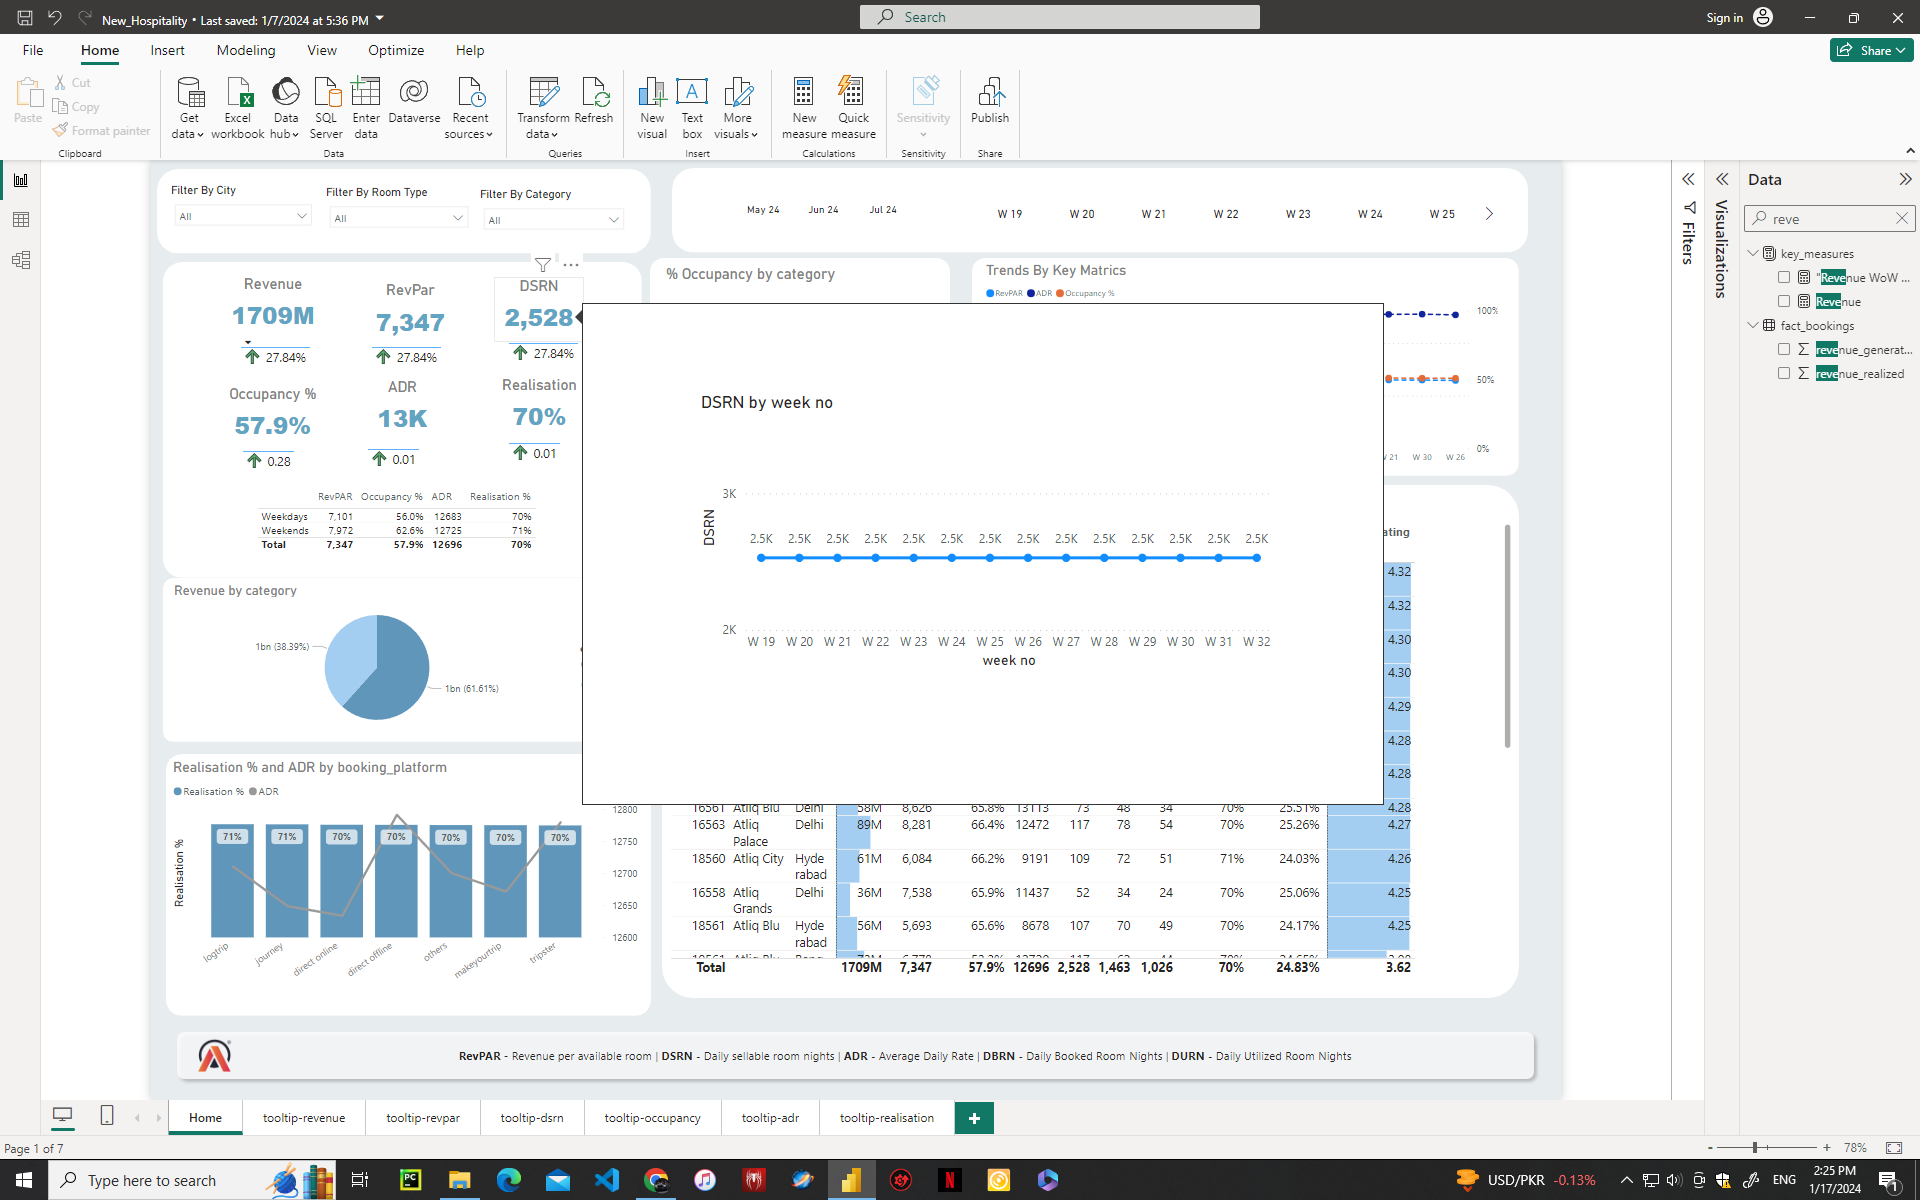 New_Hospitality • Last saved: 1/7/2024 at 5:36 PM
Search
Sign in
File Home Insert Modeling View Optimize Help
Share
Paste
Cut
Copy
Format painter
Clipboard
Get data
Excel workbook
Data hub
SQL Server
Enter data
Dataverse
Recent sources
Data
Transform data
Refresh
Queries
New visual
Text box
More visuals
Insert
New measure
Quick measure
Calculations
Sensitivity
Sensitivity
Publish
Share
Filter By City
All
Filter By Room Type
All
Filter By Category
All
May 24 Jun 24 Jul 24
W 19 W 20 W 21 W 22 W 23 W 24 W 25
Revenue
1709M
27.84%
RevPar
7,347
27.84%
DSRN
2,528
27.84%
Occupancy %
57.9%
0.28
ADR
13K
0.01
Realisation
70%
0.01
RevPAR Occupancy % ADR Realisation %
Weekdays 7,101 56.0% 12683 70%
Weekends 7,972 62.6% 12725 71%
Total 7,347 57.9% 12696 70%
% Occupancy by category
Trends By Key Matrics
RevPAR ADR Occupancy %
100%
50%
0%
21 W 30 W 26
DSRN by week no
3K
DSRN
2.5K 2.5K 2.5K 2.5K 2.5K 2.5K 2.5K 2.5K 2.5K 2.5K 2.5K 2.5K 2.5K 2.5K
2K
W 19 W 20 W 21 W 22 W 23 W 24 W 25 W 26 W 27 W 28 W 29 W 30 W 31 W 32
week no
Revenue by category
1bn (38.39%)
1bn (61.61%)
Realisation % and ADR by booking_platform
Realisation % ADR
Realisation %
71% 71% 70% 70% 70% 70% 70%
12800
12750
12700
12650
12600
logtrip journey direct online direct offline others makeyourtrip tripster
ating
4.32
4.32
4.30
4.30
4.29
4.28
4.28
16561 Atliq Blu Delhi 58M 8,626 65.8% 13113 73 48 34 70% 25.51% 4.28
16563 Atliq Palace Delhi 89M 8,281 66.4% 12472 117 78 54 70% 25.26% 4.27
18560 Atliq City Hyderabad 61M 6,084 66.2% 9191 109 72 51 71% 24.03% 4.26
16558 Atliq Grands Delhi 36M 7,538 65.9% 11437 52 34 24 70% 25.06% 4.25
18561 Atliq Blu Hyderabad 56M 5,693 65.6% 8678 107 70 49 70% 24.17% 4.25
Total 1709M 7,347 57.9% 12696 2,528 1,463 1,026 70% 24.83% 3.62
RevPAR - Revenue per available room | DSRN - Daily sellable room nights | ADR - Average Daily Rate | DBRN - Daily Booked Room Nights | DURN - Daily Utilized Room Nights
Filters
Visualizations
Data
reve
key_measures
"Revenue WoW ...
Revenue
fact_bookings
revenue_generat...
revenue_realized
Home tooltip-revenue tooltip-revpar tooltip-dsrn tooltip-occupancy tooltip-adr tooltip-realisation
Page 1 of 7
78%
Type here to search
USD/PKR -0.13%
ENG
2:25 PM
1/17/2024